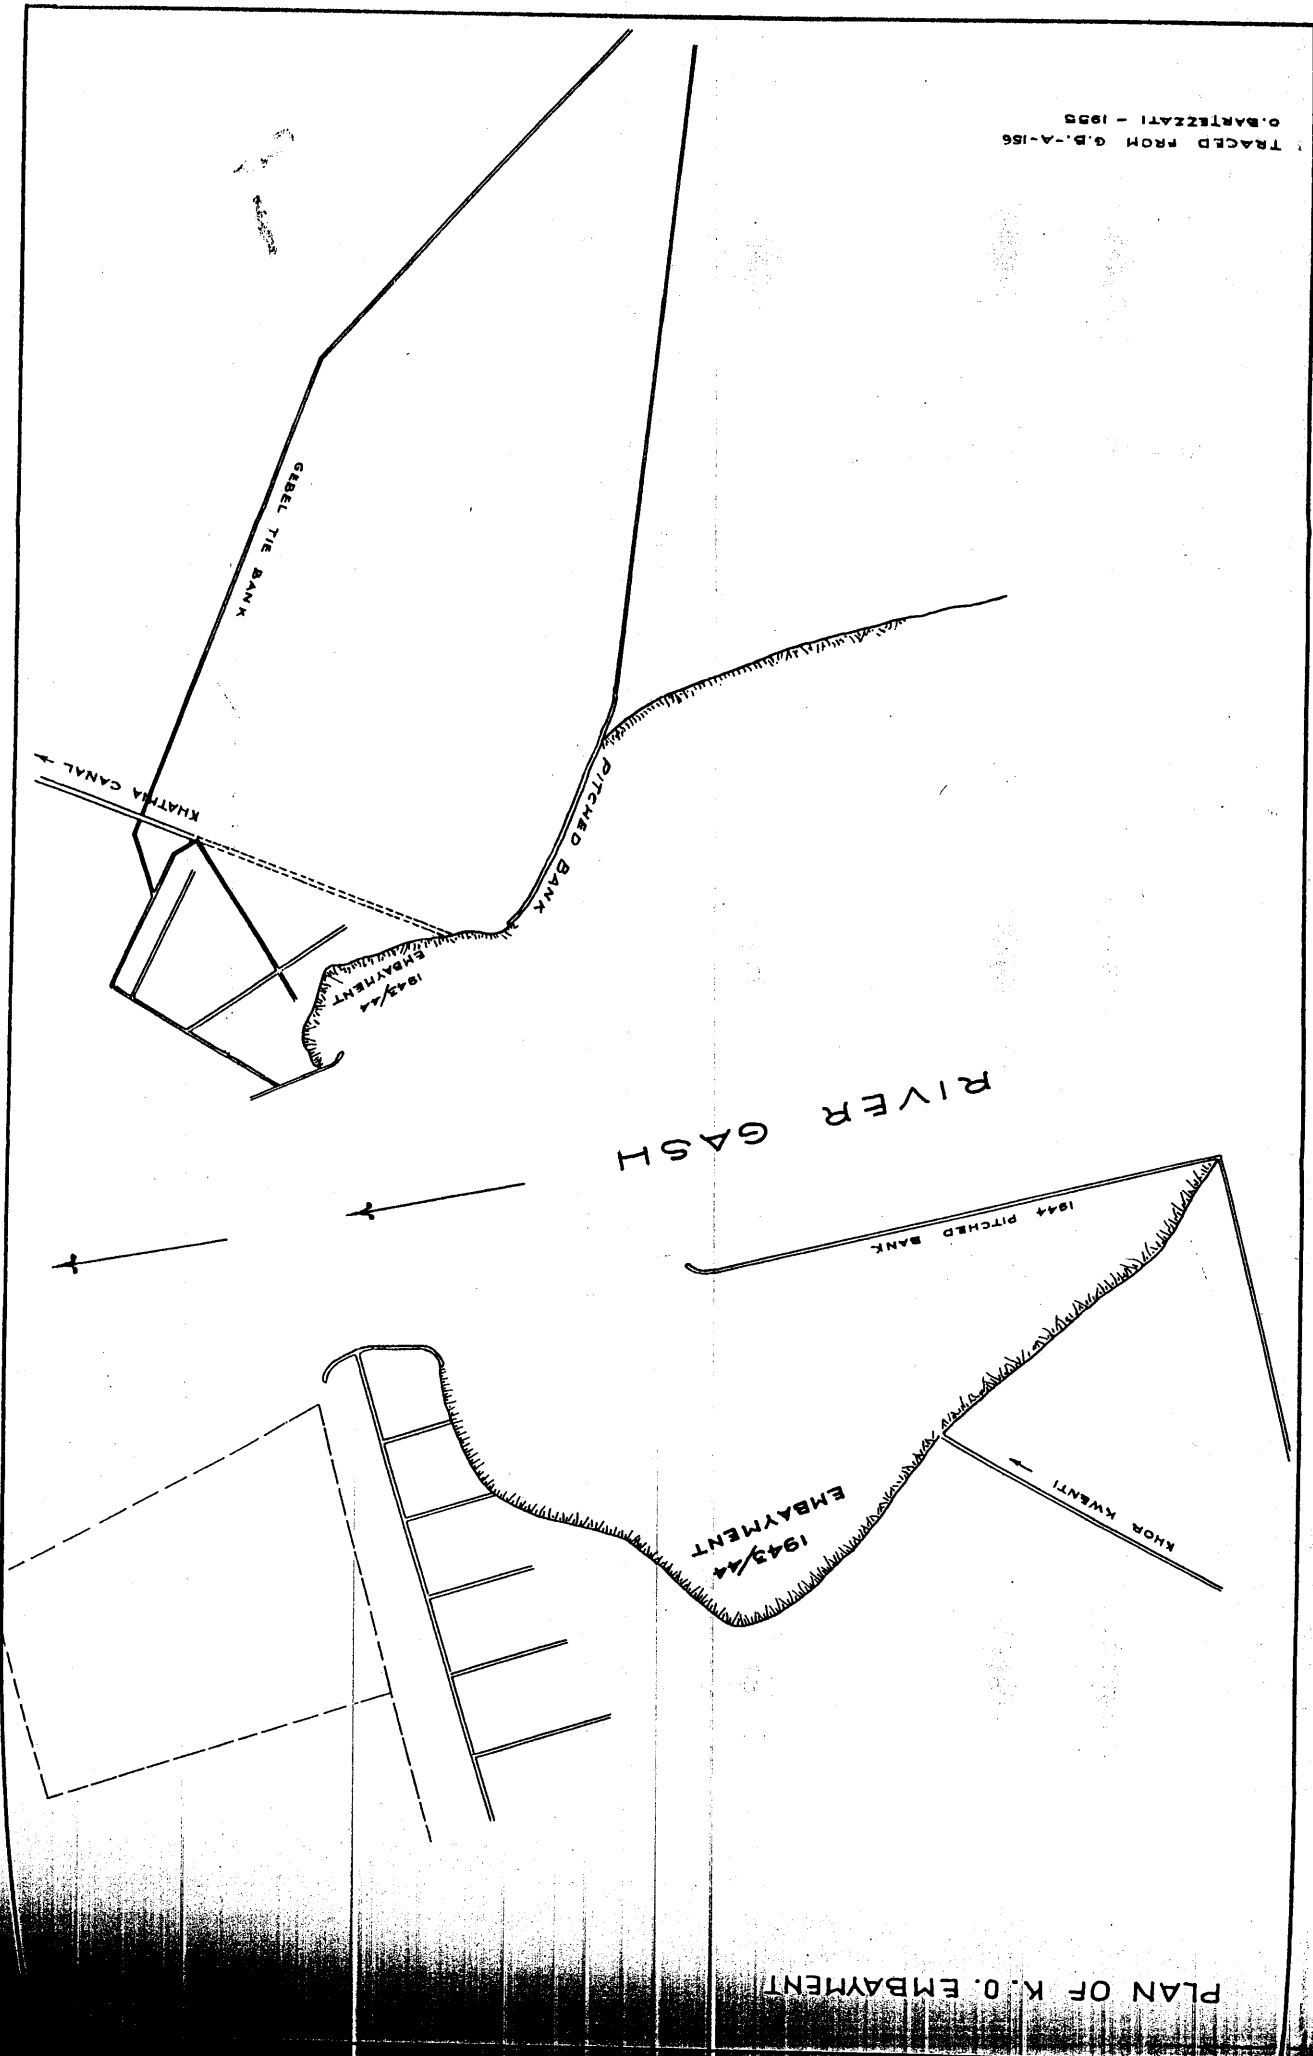 PLAN OF K.O. EMBAYMENT
KHOR KWENTI
1943/44
EMBAYMENT
1944 PITCHED BANK
RIVER GASH
1943/44
EMBAYMENT
PITCHED BANK
KHATMIA CANAL
GEBEL TIE BANK
TRACED FROM G.B.-A-156
O. BARTEZZATI - 1955